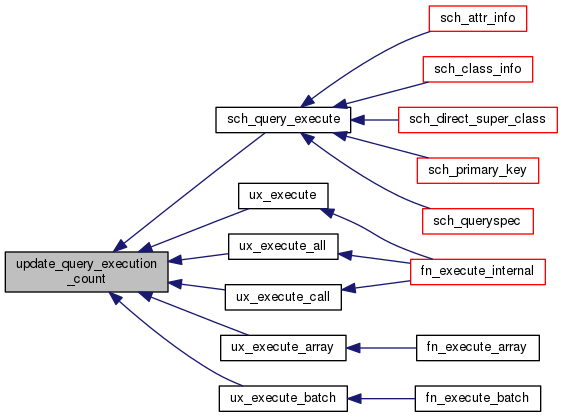 sch_attr_info
sch_class_info
sch_query_execute
sch_direct_super_class
sch_primary_key
ux_execute
sch_queryspec
ux_execute_all
update_query_execution
_count
fn_execute_internal
ux_execute_call
ux_execute_array
fn_execute_array
ux_execute_batch
fn_execute_batch